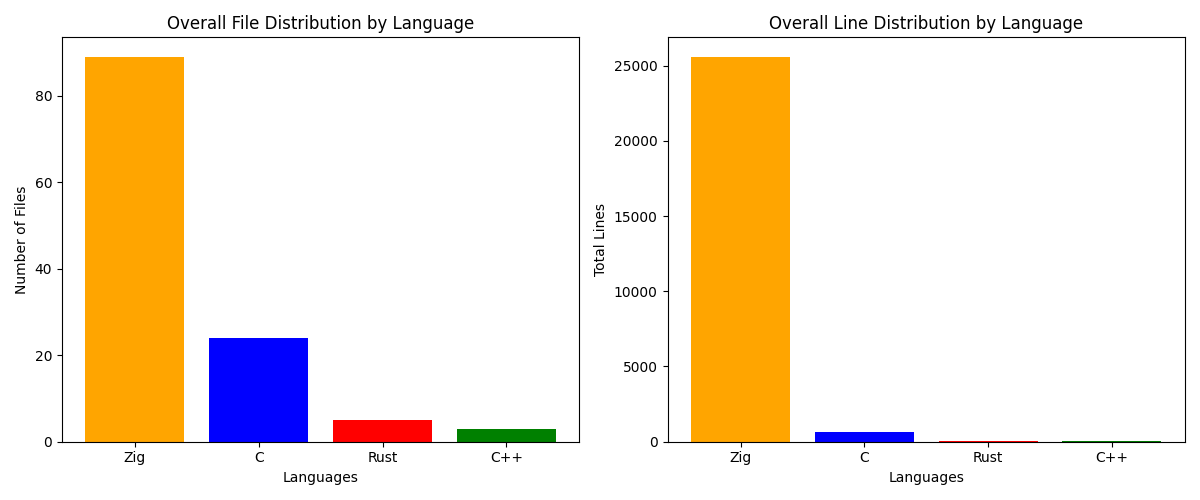 Overall File Distribution by Language
Number of Files
80
60
40
20
0
Zig C Rust C++
Languages
Overall Line Distribution by Language
Total Lines
25000
20000
15000
10000
5000
0
Zig C Rust C++
Languages